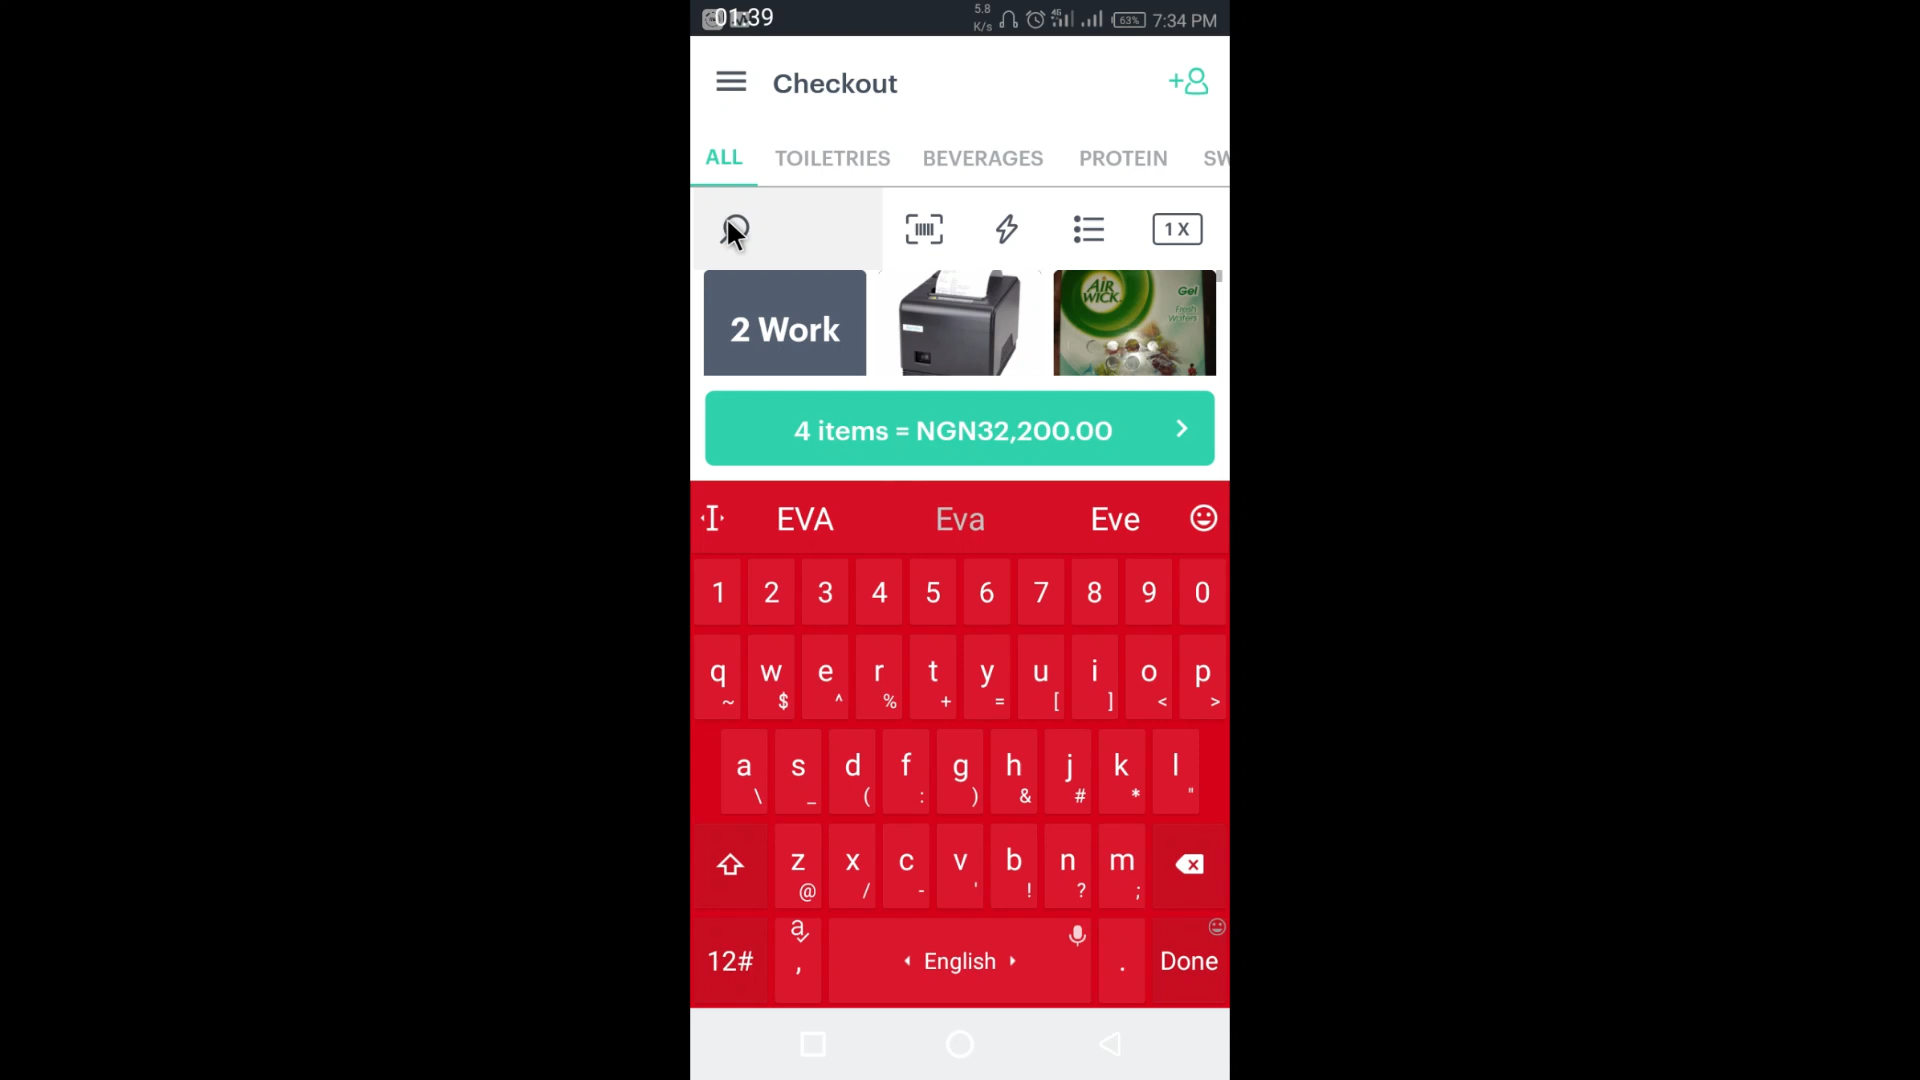 01:39
5.8
K/s
4G
63%
7:34 PM
Checkout
ALL TOILETRIES BEVERAGES PROTEIN SW
1 X
2 Work
AIR
WICK
Gel
Fresh
Waters
4 items = NGN32,200.00
EVA Eva Eve
1 2 3 4 5 6 7 8 9 0
q w e r t y u i o p
~ $ ^ % + = [ ] < >
a s d f g h j k l
\ _ ( : ) & # * "
z x c v b n m
@ / - ' ! ? ;
12# a , English . Done